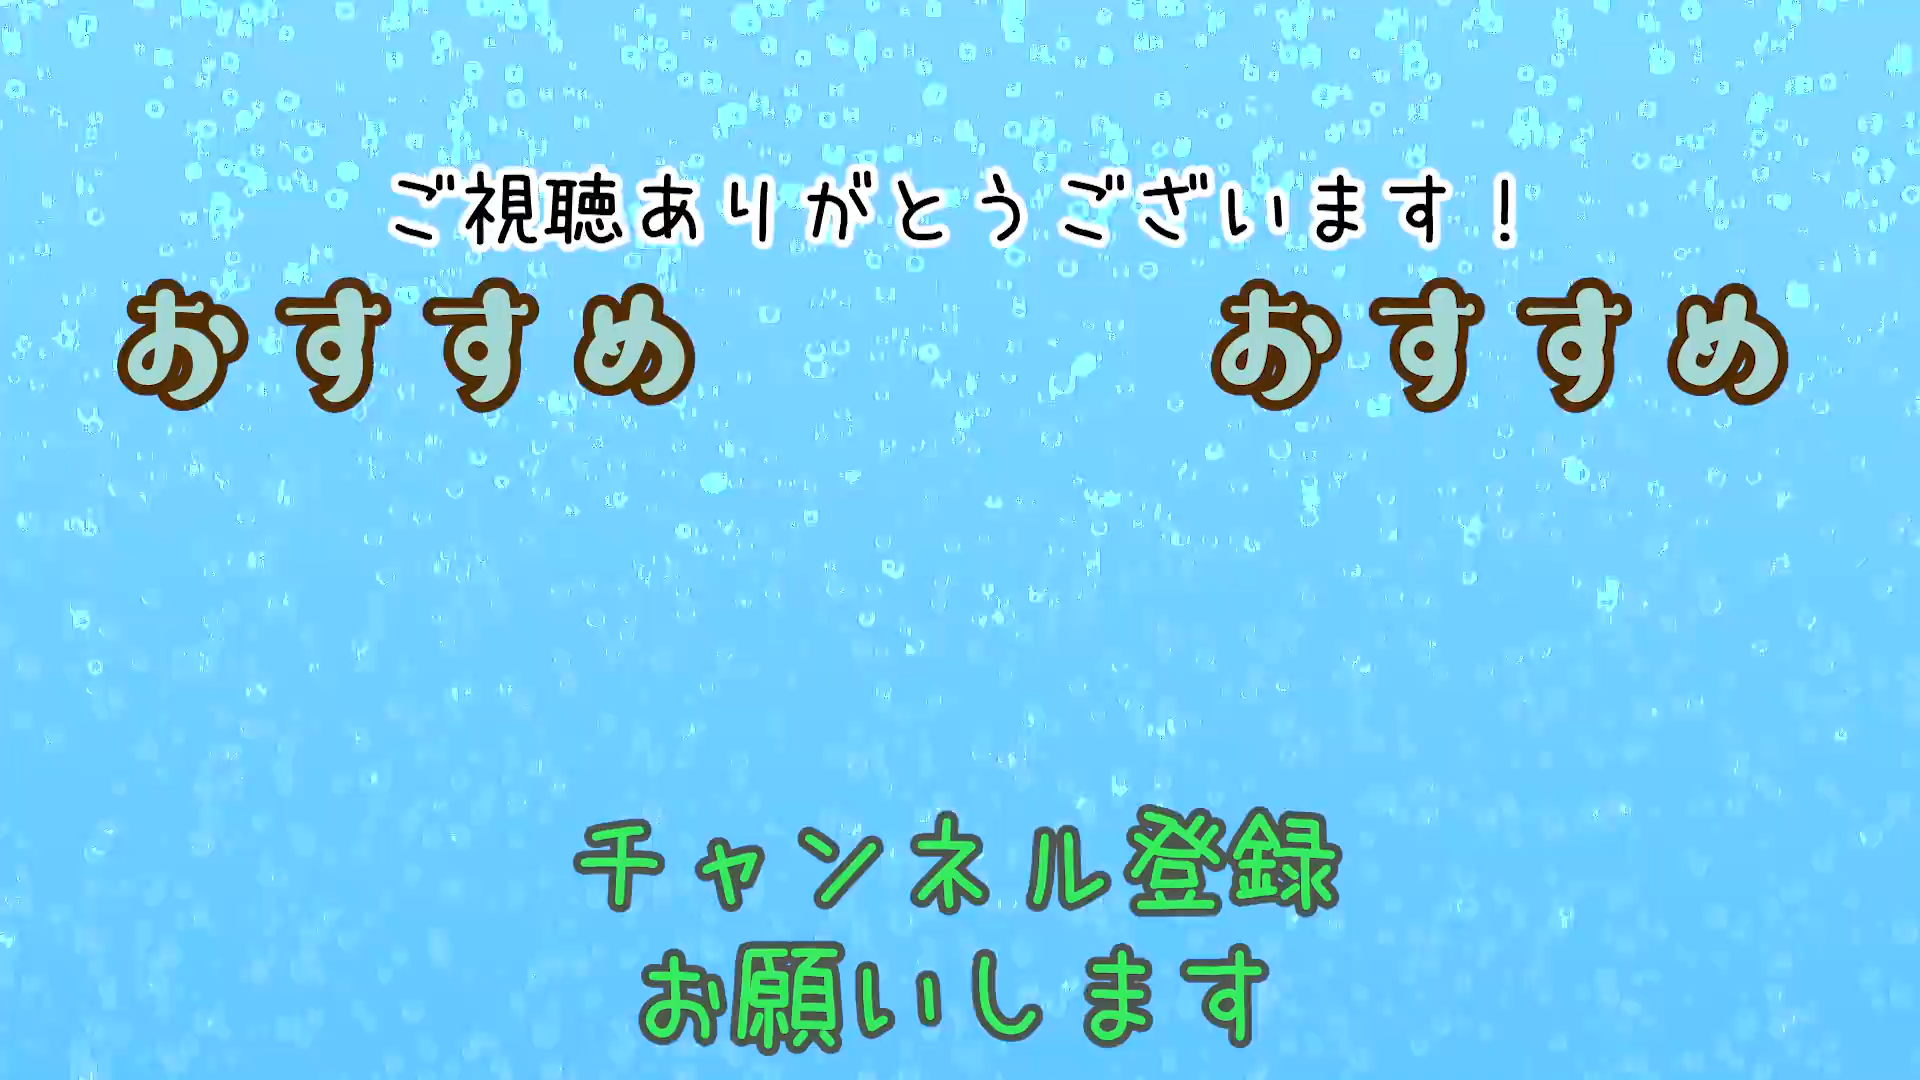 ご視聴ありがとうございます！
おすすめ
おすすめ
チャンネル登録
お願いします